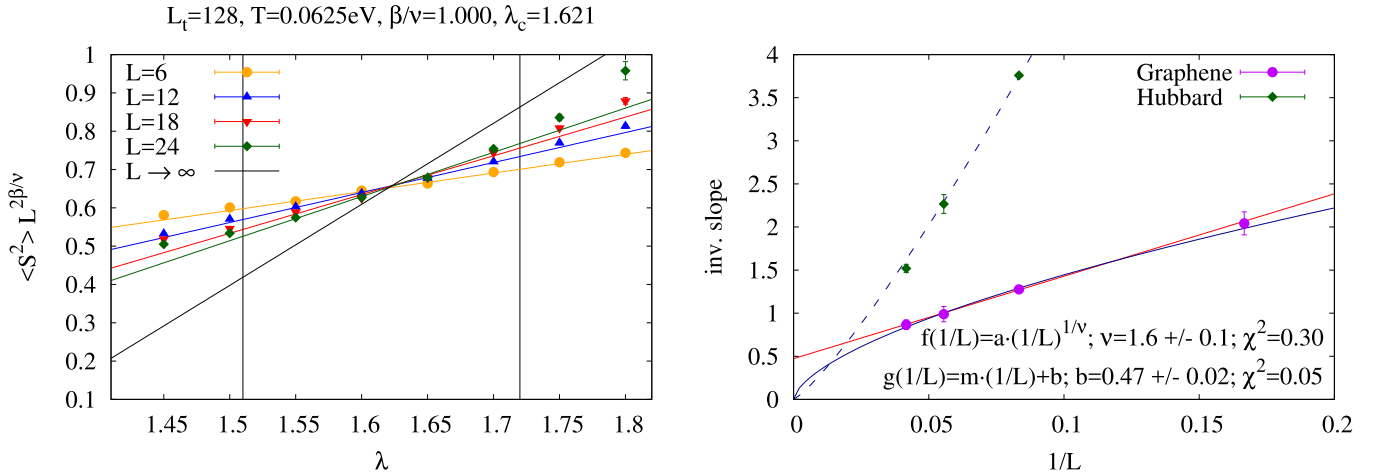 L_t=128, T=0.0625eV, β/ν=1.000, λ_c=1.621
<S²> L^{2β/ν}
1
0.9
0.8
0.7
0.6
0.5
0.4
0.3
0.2
0.1
L=6
L=12
L=18
L=24
L → ∞
1.45 1.5 1.55 1.6 1.65 1.7 1.75 1.8
λ
inv. slope
4
3.5
3
2.5
2
1.5
1
0.5
0
Graphene
Hubbard
f(1/L)=a·(1/L)^{1/ν}; ν=1.6 +/- 0.1; χ²=0.30
g(1/L)=m·(1/L)+b; b=0.47 +/- 0.02; χ²=0.05
0 0.05 0.1 0.15 0.2
1/L